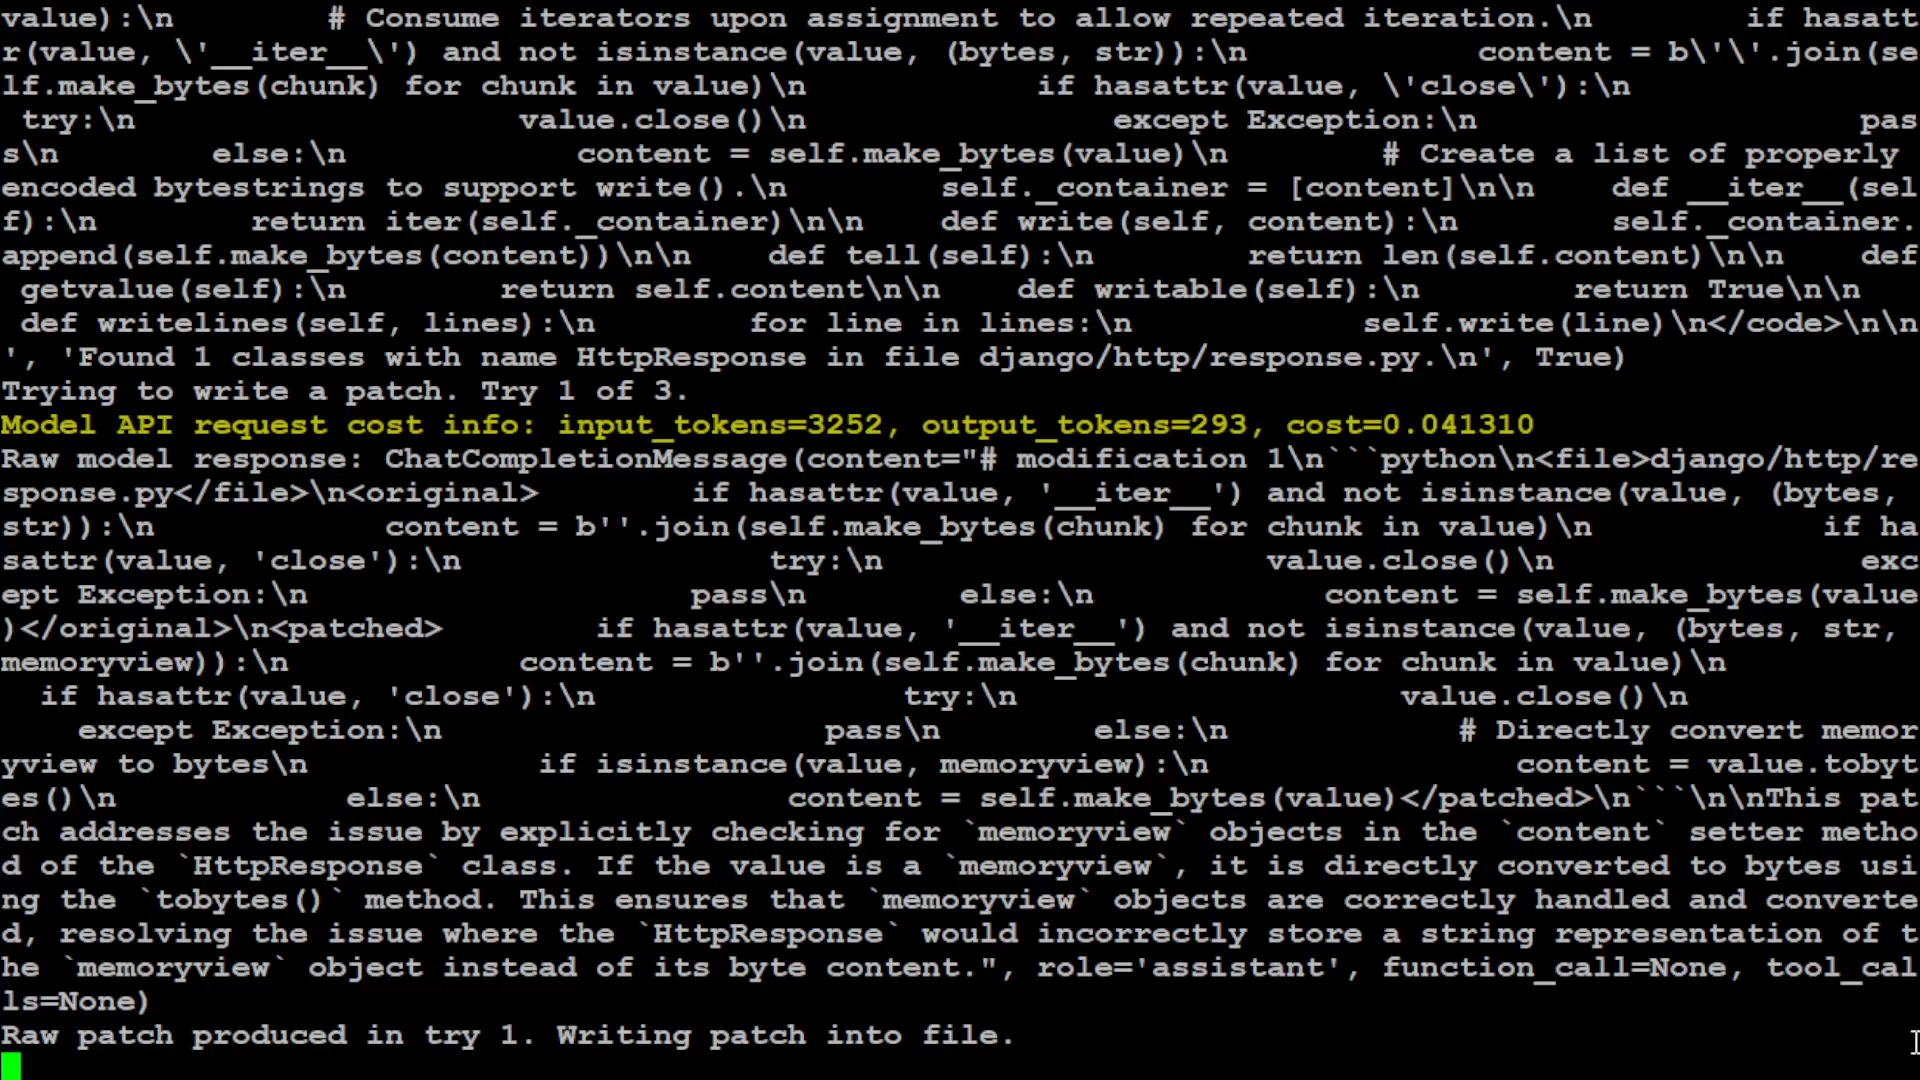 value):\n        # Consume iterators upon assignment to allow repeated iteration.\n        if hasatt
r(value, \'__iter__\') and not isinstance(value, (bytes, str)):\n            content = b\'\'.join(se
lf.make_bytes(chunk) for chunk in value)\n            if hasattr(value, \'close\'):\n
 try:\n                    value.close()\n                except Exception:\n                    pas
s\n        else:\n            content = self.make_bytes(value)\n        # Create a list of properly
encoded bytestrings to support write().\n        self._container = [content]\n\n    def __iter__(sel
f):\n        return iter(self._container)\n\n    def write(self, content):\n        self._container.
append(self.make_bytes(content))\n\n    def tell(self):\n        return len(self.content)\n\n    def
 getvalue(self):\n        return self.content\n\n    def writable(self):\n        return True\n\n
 def writelines(self, lines):\n        for line in lines:\n            self.write(line)\n</code>\n\n
', 'Found 1 classes with name HttpResponse in file django/http/response.py.\n', True)
Trying to write a patch. Try 1 of 3.
Model API request cost info: input_tokens=3252, output_tokens=293, cost=0.041310
Raw model response: ChatCompletionMessage(content="# modification 1\n```python\n<file>django/http/re
sponse.py</file>\n<original>        if hasattr(value, '__iter__') and not isinstance(value, (bytes,
str)):\n            content = b''.join(self.make_bytes(chunk) for chunk in value)\n            if ha
sattr(value, 'close'):\n                try:\n                    value.close()\n                exc
ept Exception:\n                    pass\n        else:\n            content = self.make_bytes(value
)</original>\n<patched>        if hasattr(value, '__iter__') and not isinstance(value, (bytes, str,
memoryview)):\n            content = b''.join(self.make_bytes(chunk) for chunk in value)\n
  if hasattr(value, 'close'):\n                try:\n                    value.close()\n
    except Exception:\n                    pass\n        else:\n            # Directly convert memor
yview to bytes\n            if isinstance(value, memoryview):\n                content = value.tobyt
es()\n            else:\n                content = self.make_bytes(value)</patched>\n```\n\nThis pat
ch addresses the issue by explicitly checking for `memoryview` objects in the `content` setter metho
d of the `HttpResponse` class. If the value is a `memoryview`, it is directly converted to bytes usi
ng the `tobytes()` method. This ensures that `memoryview` objects are correctly handled and converte
d, resolving the issue where the `HttpResponse` would incorrectly store a string representation of t
he `memoryview` object instead of its byte content.", role='assistant', function_call=None, tool_cal
ls=None)
Raw patch produced in try 1. Writing patch into file.